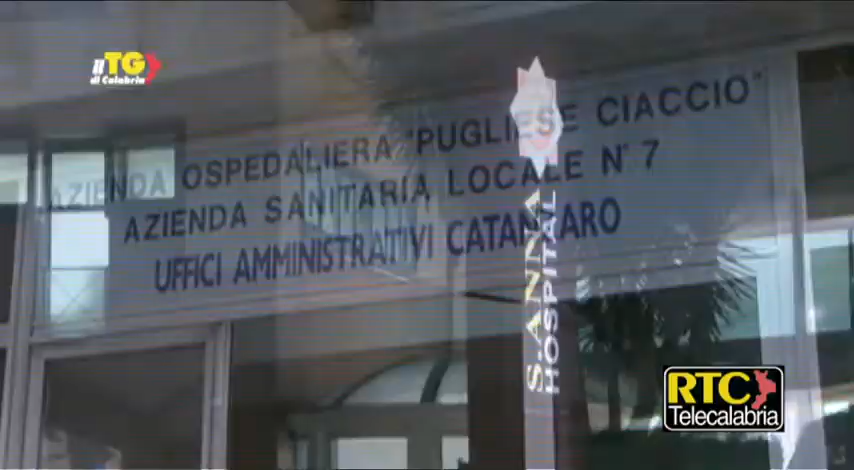 Il TG
di Calabria
AZIENDA OSPEDALIERA "PUGLIESE CIACCIO"
AZIENDA SANITARIA LOCALE N° 7
UFFICI AMMINISTRATIVI CATANZARO
S.ANNA
HOSPITAL
RTC
Telecalabria